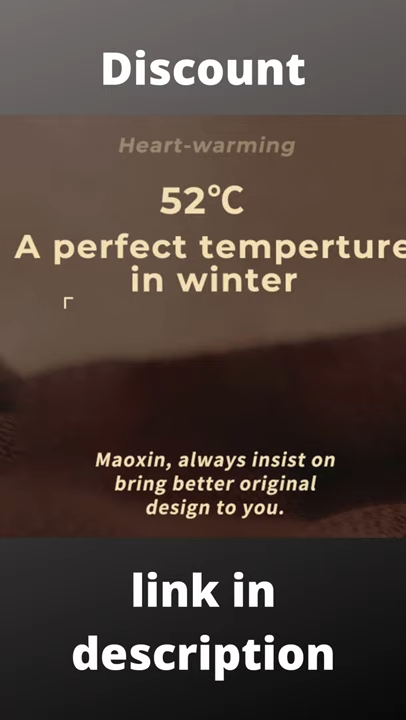 Discount
Heart-warming
52°C
A perfect temperture
in winter
Maoxin, always insist on
bring better original
design to you.
link in
description